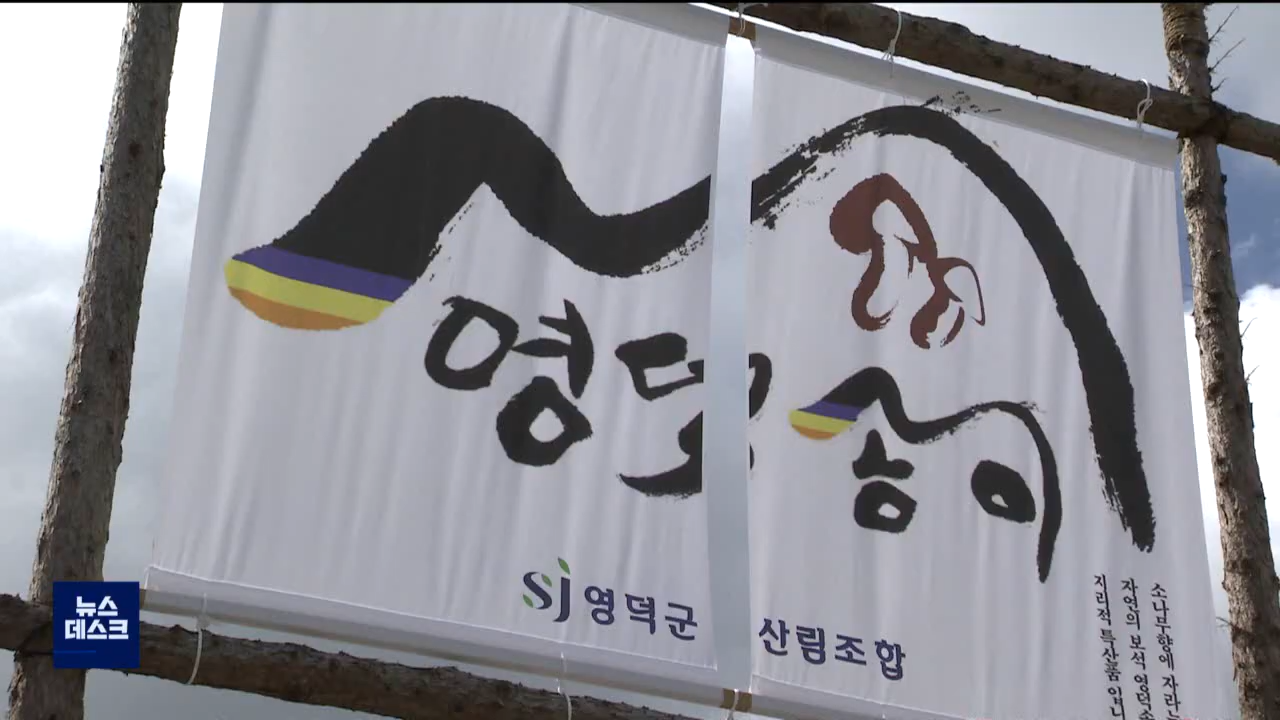 영덕
송이
SJ 영덕군 산림조합
소나무향에 자라는
자연의 보석 영덕송
지리적 특산품 입니
뉴스
데스크